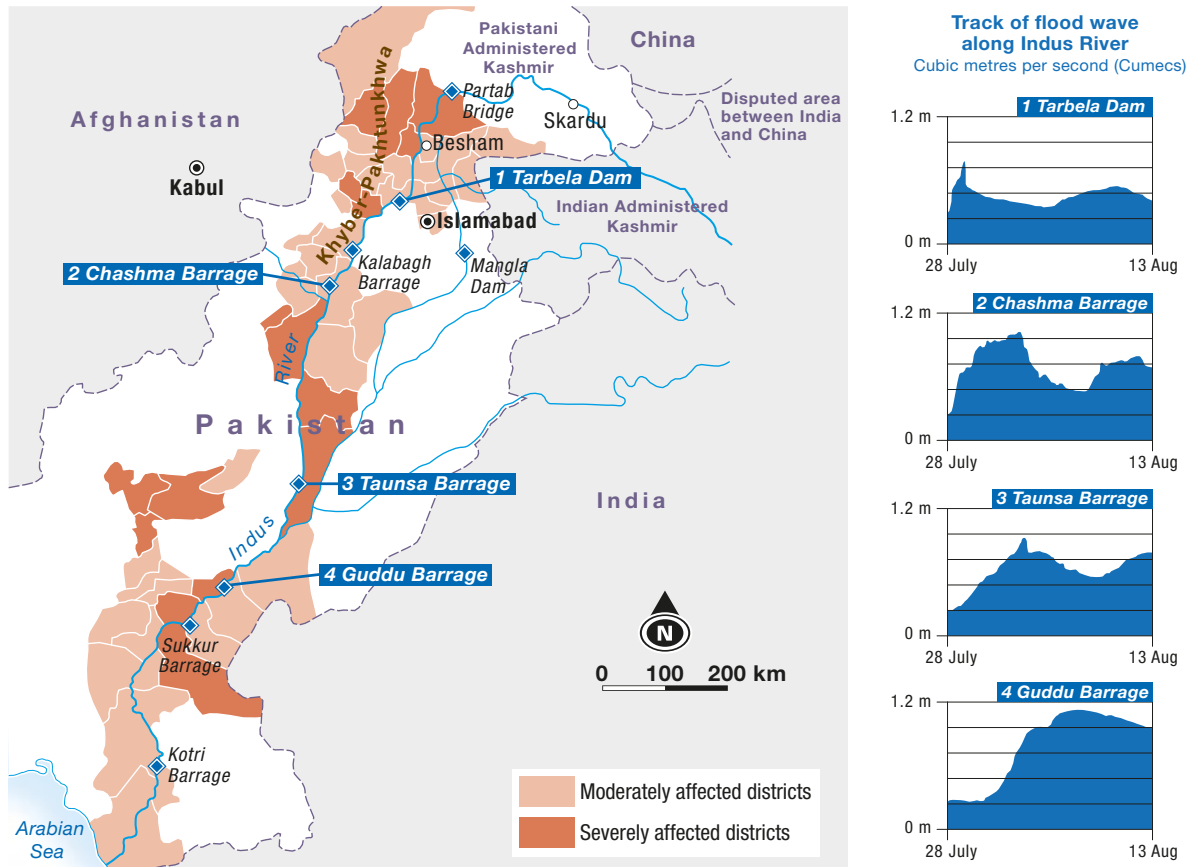 Pakistani
Administered
Kashmir
China
Partab
Bridge
Skardu
Disputed area
between India
and China
Afghanistan
Khyber-Pakhtunkhwa
Besham
Kabul
1 Tarbela Dam
Islamabad
Indian Administered
Kashmir
2 Chashma Barrage
Kalabagh
Barrage
Mangla
Dam
River
Pakistan
3 Taunsa Barrage
India
Indus
4 Guddu Barrage
N
Sukkur
Barrage
0 100 200 km
Kotri
Barrage
Arabian
Sea
Moderately affected districts
Severely affected districts
Track of flood wave
along Indus River
Cubic metres per second (Cumecs)
1 Tarbela Dam
1.2 m
0 m
28 July 13 Aug
2 Chashma Barrage
1.2 m
0 m
28 July 13 Aug
3 Taunsa Barrage
1.2 m
0 m
28 July 13 Aug
4 Guddu Barrage
1.2 m
0 m
28 July 13 Aug